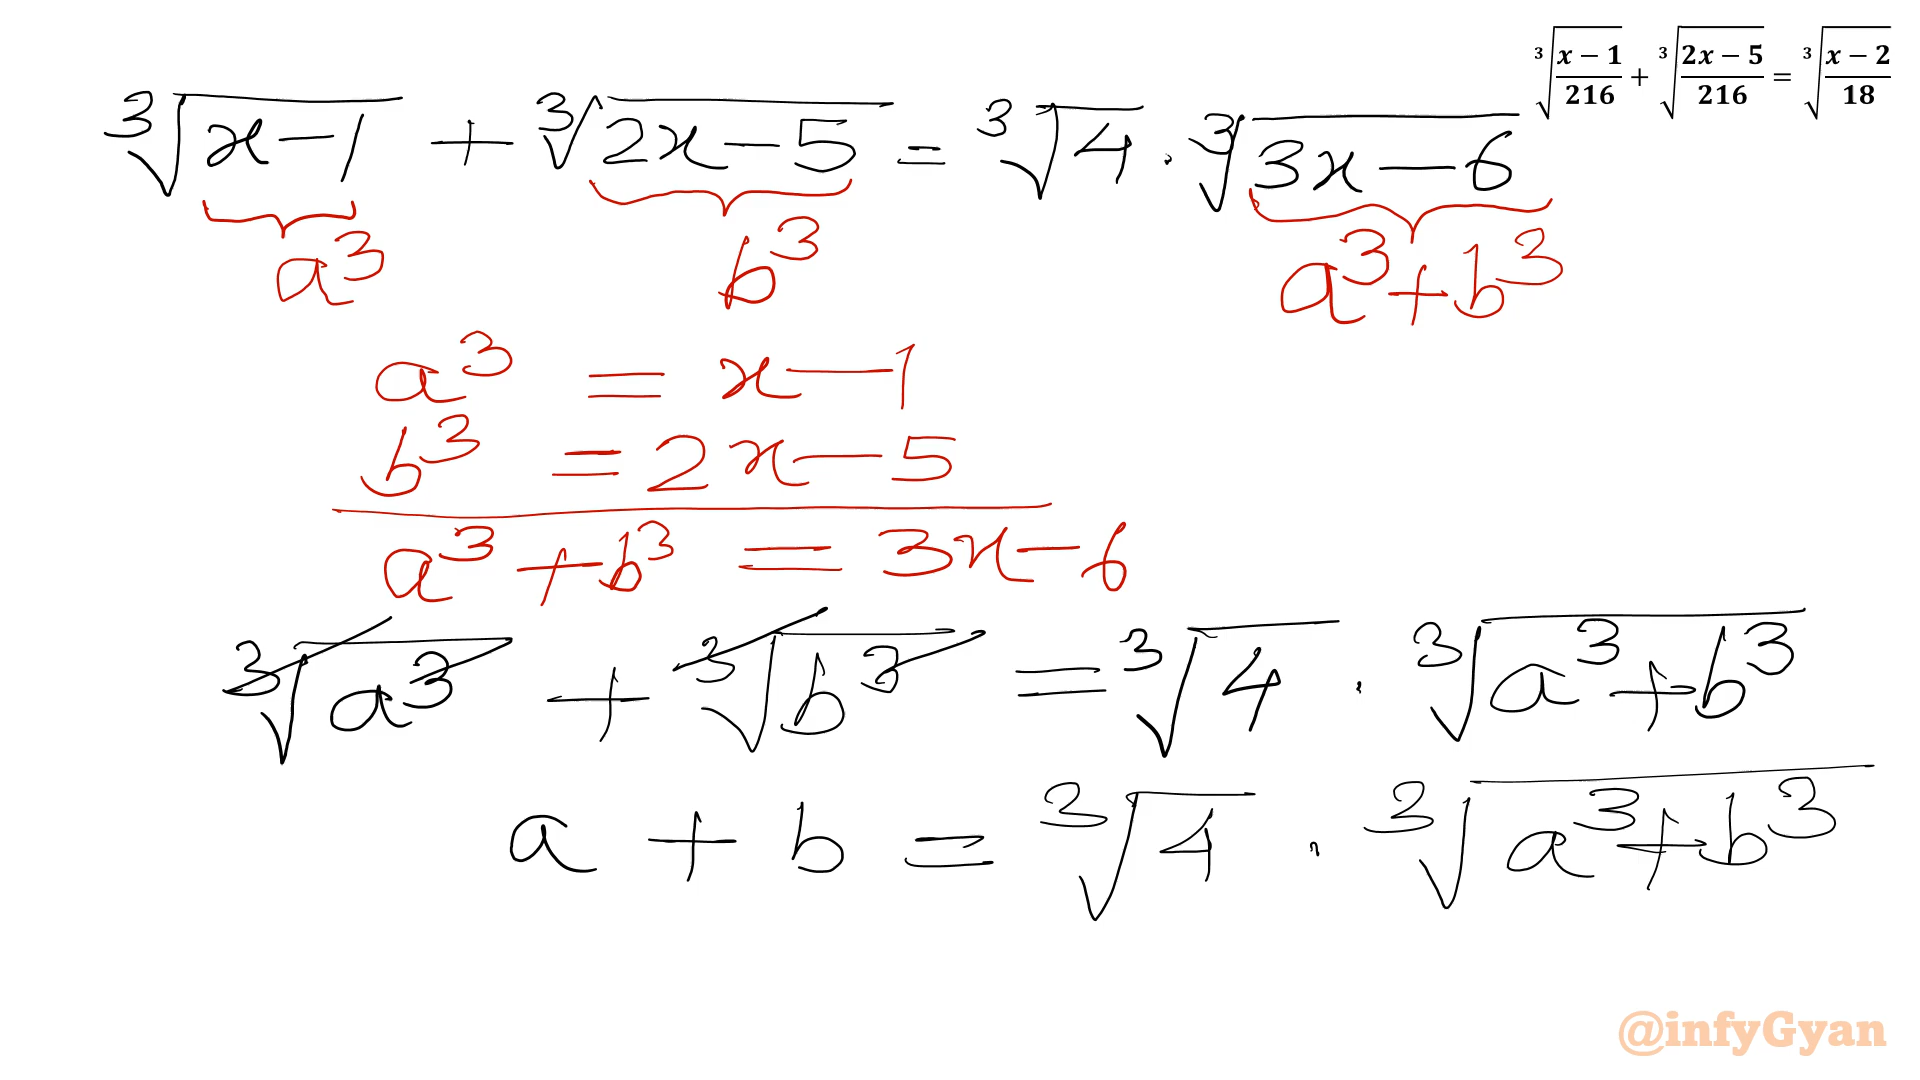 ∛((x − 1)/216) + ∛((2x − 5)/216) = ∛((x − 2)/18)
∛(x − 1) + ∛(2x − 5) = ∛4 · ∛(3x − 6)
a³ b³ a³ + b³
a³ = x − 1
b³ = 2x − 5
a³ + b³ = 3x − 6
∛a³ + ∛b³ = ∛4 · ∛(a³ + b³)
a + b = ∛4 · ∛(a³ + b³)
@infyGyan